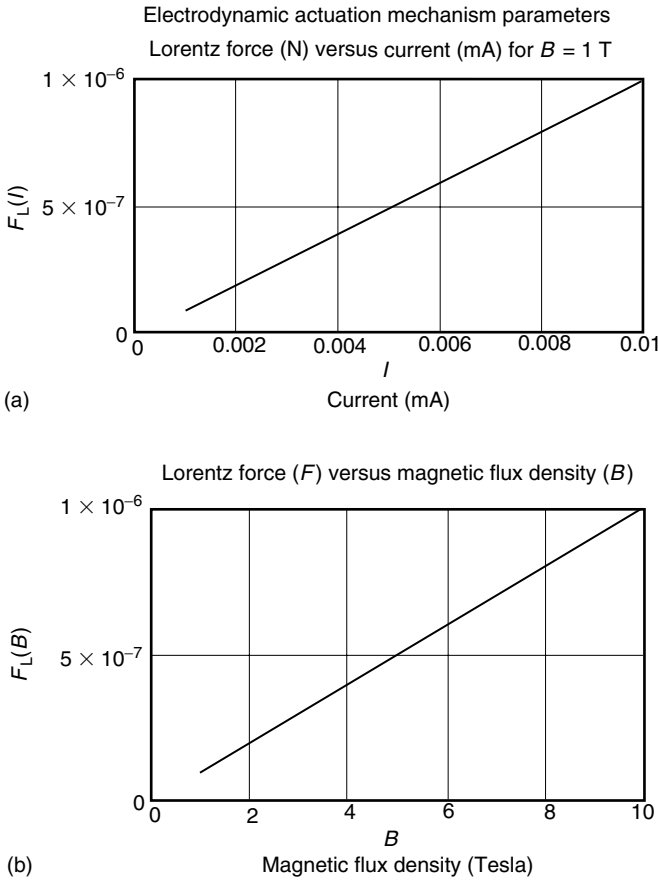 Electrodynamic actuation mechanism parameters
Lorentz force (N) versus current (mA) for B = 1 T
1 × 10⁻⁶
5 × 10⁻⁷
0
F_L(I)
0 0.002 0.004 0.006 0.008 0.01
I
(a) Current (mA)
Lorentz force (F) versus magnetic flux density (B)
1 × 10⁻⁶
5 × 10⁻⁷
0
F_L(B)
0 2 4 6 8 10
B
(b) Magnetic flux density (Tesla)